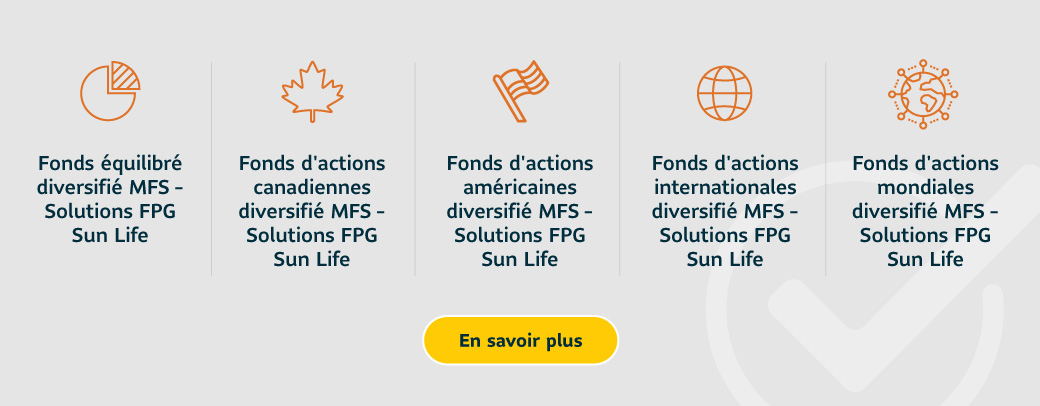 Fonds équilibré
diversifié MFS –
Solutions FPG
Sun Life
Fonds d'actions
canadiennes
diversifié MFS –
Solutions FPG
Sun Life
Fonds d'actions
américaines
diversifié MFS –
Solutions FPG
Sun Life
Fonds d'actions
internationales
diversifié MFS –
Solutions FPG
Sun Life
Fonds d'actions
mondiales
diversifié MFS –
Solutions FPG
Sun Life
En savoir plus